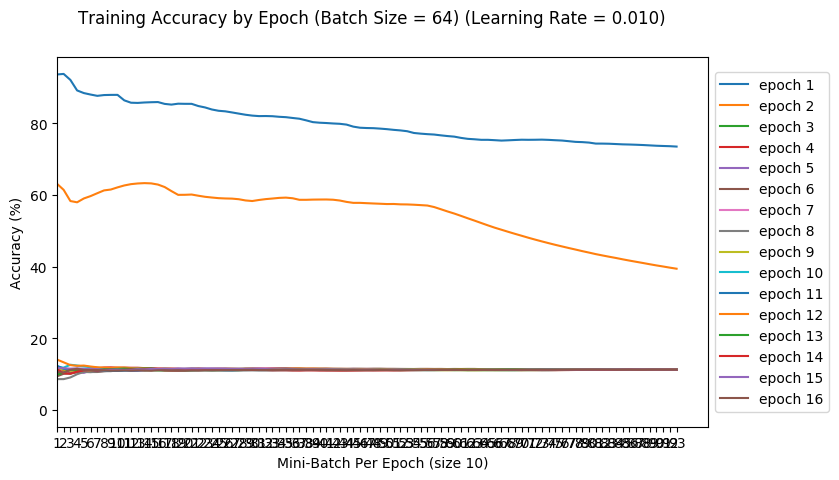 Training Accuracy by Epoch (Batch Size = 64) (Learning Rate = 0.010)
Accuracy (%)
80
60
40
20
0
Mini-Batch Per Epoch (size 10)
epoch 1
epoch 2
epoch 3
epoch 4
epoch 5
epoch 6
epoch 7
epoch 8
epoch 9
epoch 10
epoch 11
epoch 12
epoch 13
epoch 14
epoch 15
epoch 16